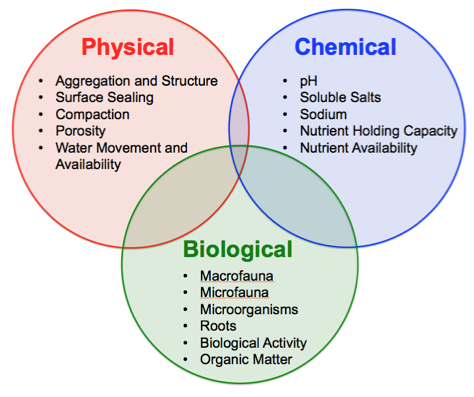 Physical
• Aggregation and Structure
• Surface Sealing
• Compaction
• Porosity
• Water Movement and
Availability
Chemical
• pH
• Soluble Salts
• Sodium
• Nutrient Holding Capacity
• Nutrient Availability
Biological
• Macrofauna
• Microfauna
• Microorganisms
• Roots
• Biological Activity
• Organic Matter